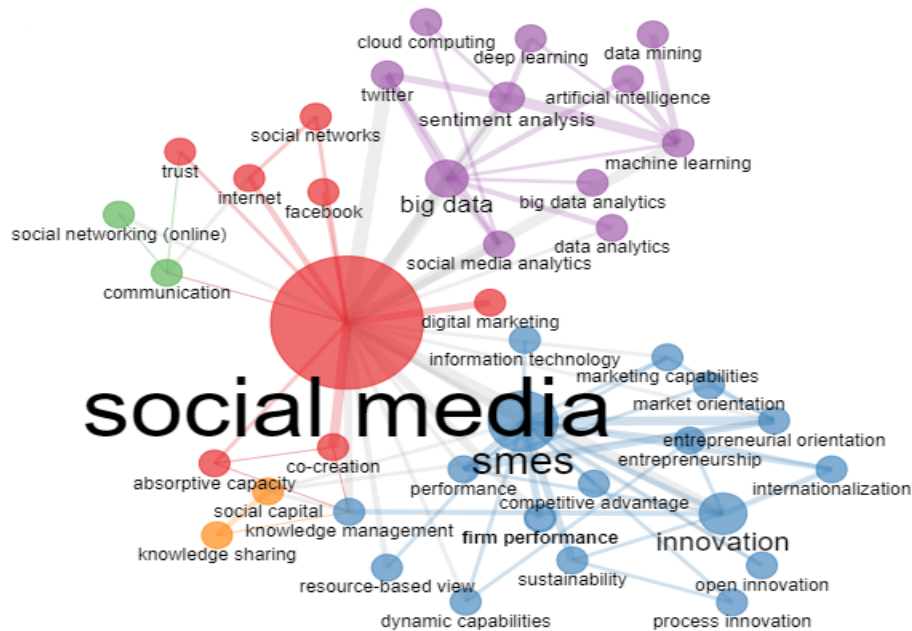 cloud computing
deep learning
data mining
twitter
artificial intelligence
sentiment analysis
social networks
machine learning
trust
internet
facebook
big data
big data analytics
social networking (online)
data analytics
social media analytics
communication
digital marketing
information technology
marketing capabilities
social media
market orientation
entrepreneurial orientation
entrepreneurship
smes
co-creation
absorptive capacity
performance
internationalization
competitive advantage
social capital
knowledge management
firm performance
innovation
knowledge sharing
resource-based view
sustainability
open innovation
dynamic capabilities
process innovation